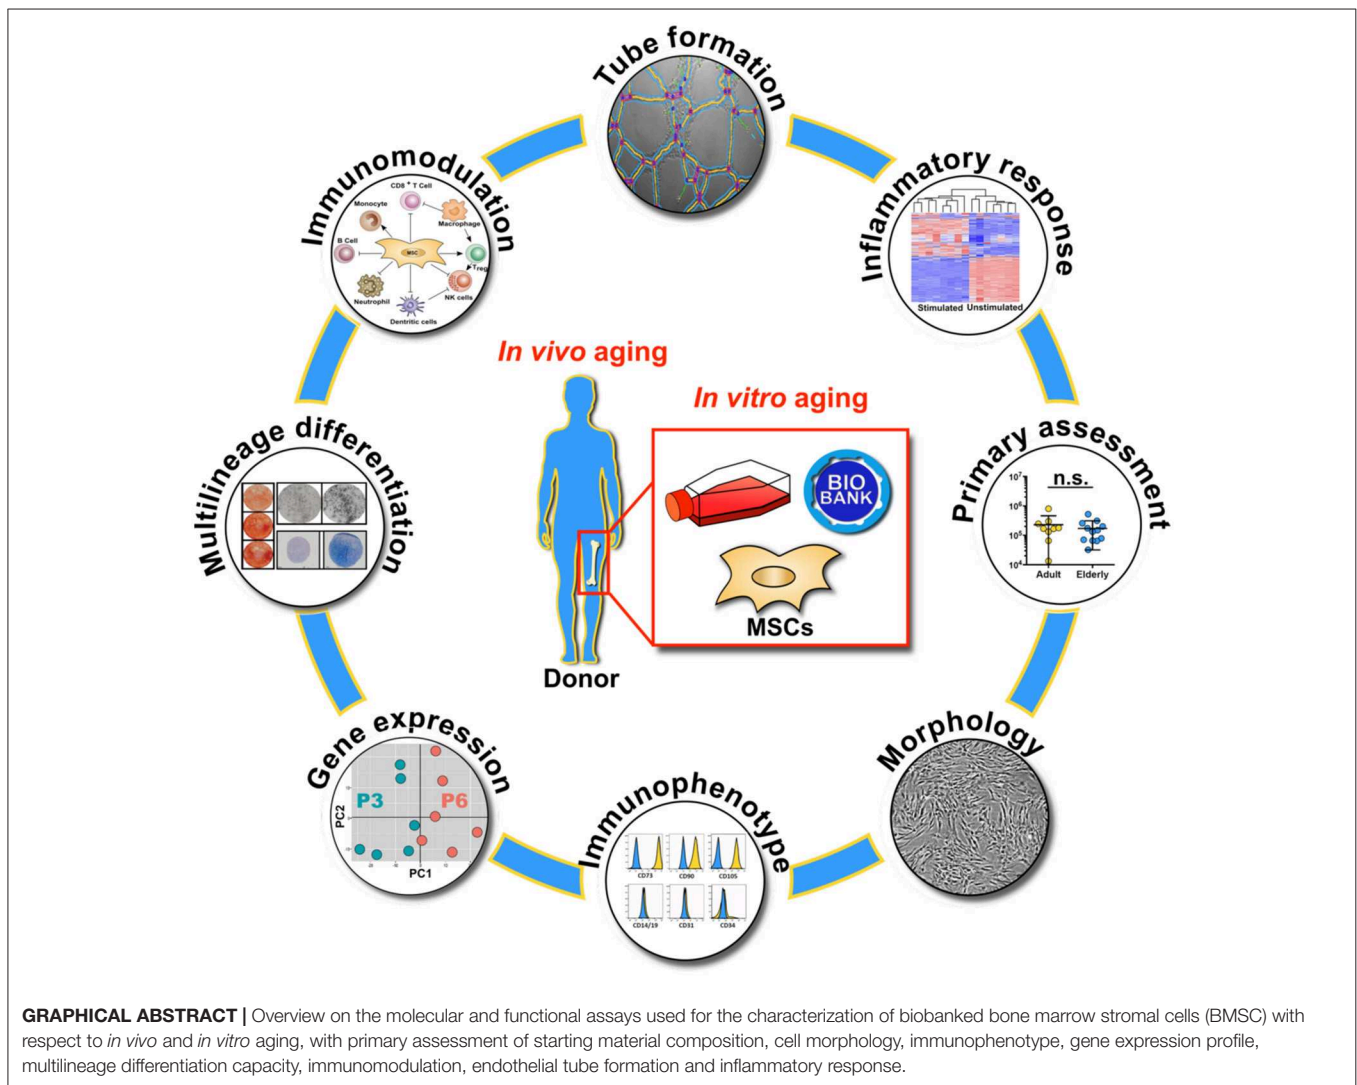 Tube formation
Immunomodulation
CD8 + T Cell
Monocyte
Macrophage
B Cell
MSC
Treg
Neutrophil
NK cells
Dentritic cells
Inflammatory response
Stimulated Unstimulated
In vivo aging
In vitro aging
BIO
BANK
MSCs
Donor
Multilineage differentiation
Primary assessment
n.s.
10⁷
10⁶
10⁵
10⁴
Adult Elderly
Gene expression
P3 P6
PC2
PC1
Morphology
Immunophenotype
CD73 CD90 CD105
CD14/19 CD31 CD34
GRAPHICAL ABSTRACT | Overview on the molecular and functional assays used for the characterization of biobanked bone marrow stromal cells (BMSC) with
respect to in vivo and in vitro aging, with primary assessment of starting material composition, cell morphology, immunophenotype, gene expression profile,
multilineage differentiation capacity, immunomodulation, endothelial tube formation and inflammatory response.